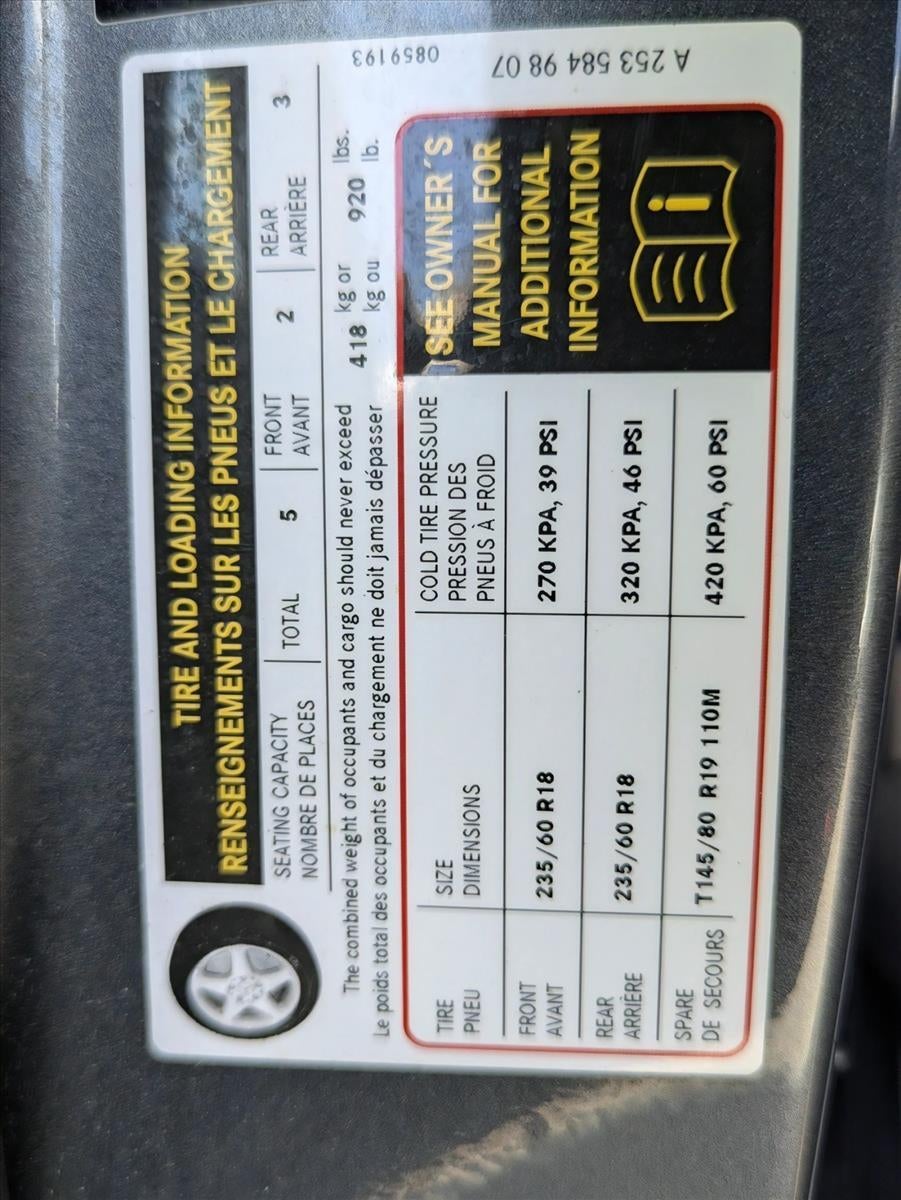 TIRE AND LOADING INFORMATION
RENSEIGNEMENTS SUR LES PNEUS ET LE CHARGEMENT
SEATING CAPACITY TOTAL 5 FRONT 2 REAR 3
NOMBRE DE PLACES AVANT ARRIÈRE
The combined weight of occupants and cargo should never exceed 418 kg or 920 lbs.
Le poids total des occupants et du chargement ne doit jamais dépasser kg ou lb.
TIRE SIZE COLD TIRE PRESSURE
PNEU DIMENSIONS PRESSION DES
PNEUS À FROID
FRONT 235/60 R18 270 KPA, 39 PSI
AVANT
REAR 235/60 R18 320 KPA, 46 PSI
ARRIÈRE
SPARE T145/80 R19 110M 420 KPA, 60 PSI
DE SECOURS
SEE OWNER´S
MANUAL FOR
ADDITIONAL
INFORMATION
i
0859193
A 253 584 98 07